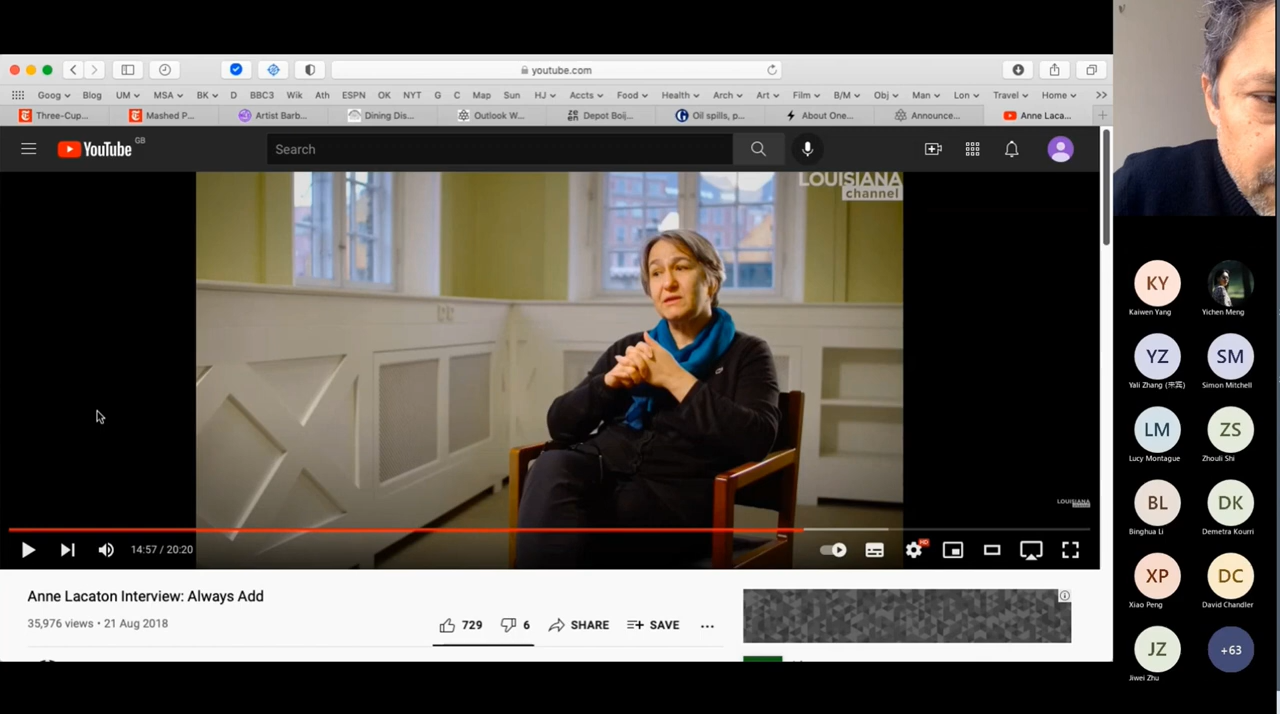 youtube.com
Goog Blog UM MSA BK D BBC3 Wik Ath ESPN OK NYT G C Map Sun HJ Accts Food Health Arch Art Film B/M Obj Man Lon Travel Home
Three-Cup... Mashed P... Artist Barb... Dining Dis... Outlook W... Depot Boij... Oil spills, p... About One... Announce... Anne Laca...
YouTube GB
Search
LOUISIANA
channel
LOUISIANA
channel
14:57 / 20:20
HD
Anne Lacaton Interview: Always Add
35,976 views • 21 Aug 2018
729 6 SHARE SAVE ...
KY
Kaiwen Yang
Yichen Meng
YZ SM
Yali Zhang (来宾) Simon Mitchell
LM ZS
Lucy Montague Zhouli Shi
BL DK
Binghua Li Demetra Kourri
XP DC
Xiao Peng David Chandler
JZ +63
Jiwei Zhu